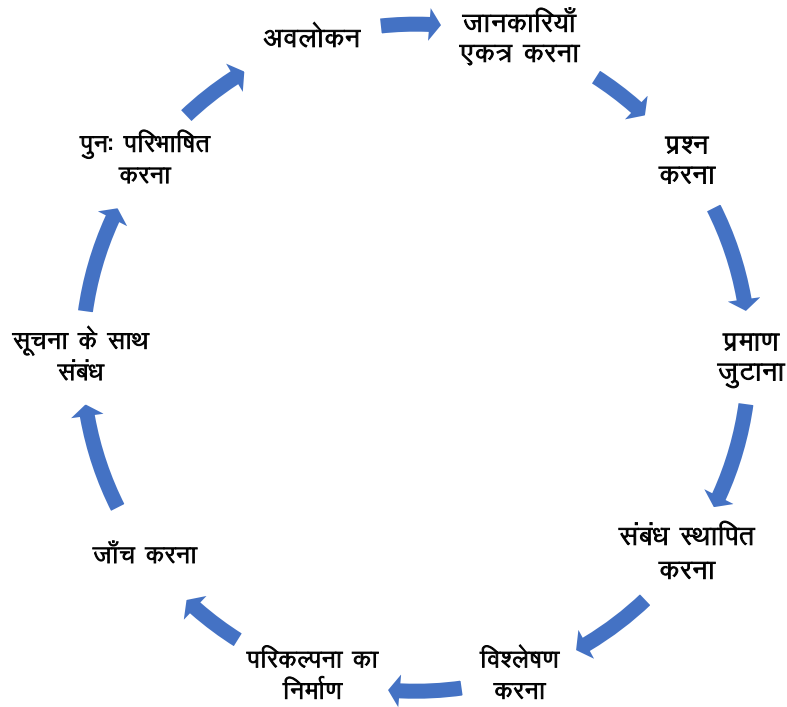 अवलोकन
जानकारियाँ
एकत्र करना
प्रश्न
करना
प्रमाण
जुटाना
संबंध स्थापित
करना
विश्लेषण
करना
परिकल्पना का
निर्माण
जाँच करना
सूचना के साथ
संबंध
पुनः परिभाषित
करना